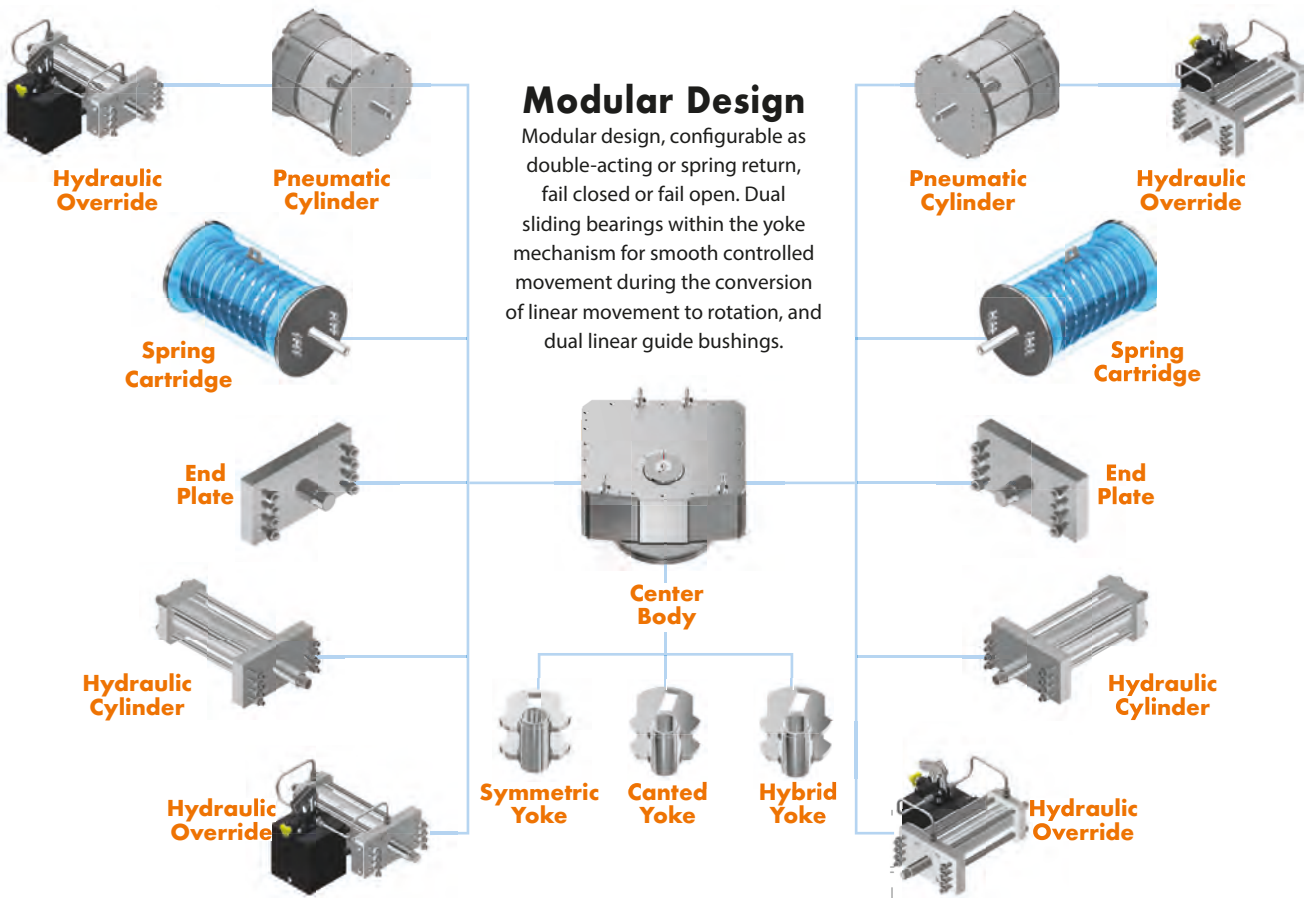 Modular Design
Modular design, configurable as
double-acting or spring return,
fail closed or fail open. Dual
sliding bearings within the yoke
mechanism for smooth controlled
movement during the conversion
of linear movement to rotation, and
dual linear guide bushings.
Hydraulic
Override
Pneumatic
Cylinder
Pneumatic
Cylinder
Hydraulic
Override
Spring
Cartridge
Spring
Cartridge
End
Plate
End
Plate
Center
Body
Hydraulic
Cylinder
Hydraulic
Cylinder
Symmetric
Yoke
Canted
Yoke
Hybrid
Yoke
Hydraulic
Override
Hydraulic
Override